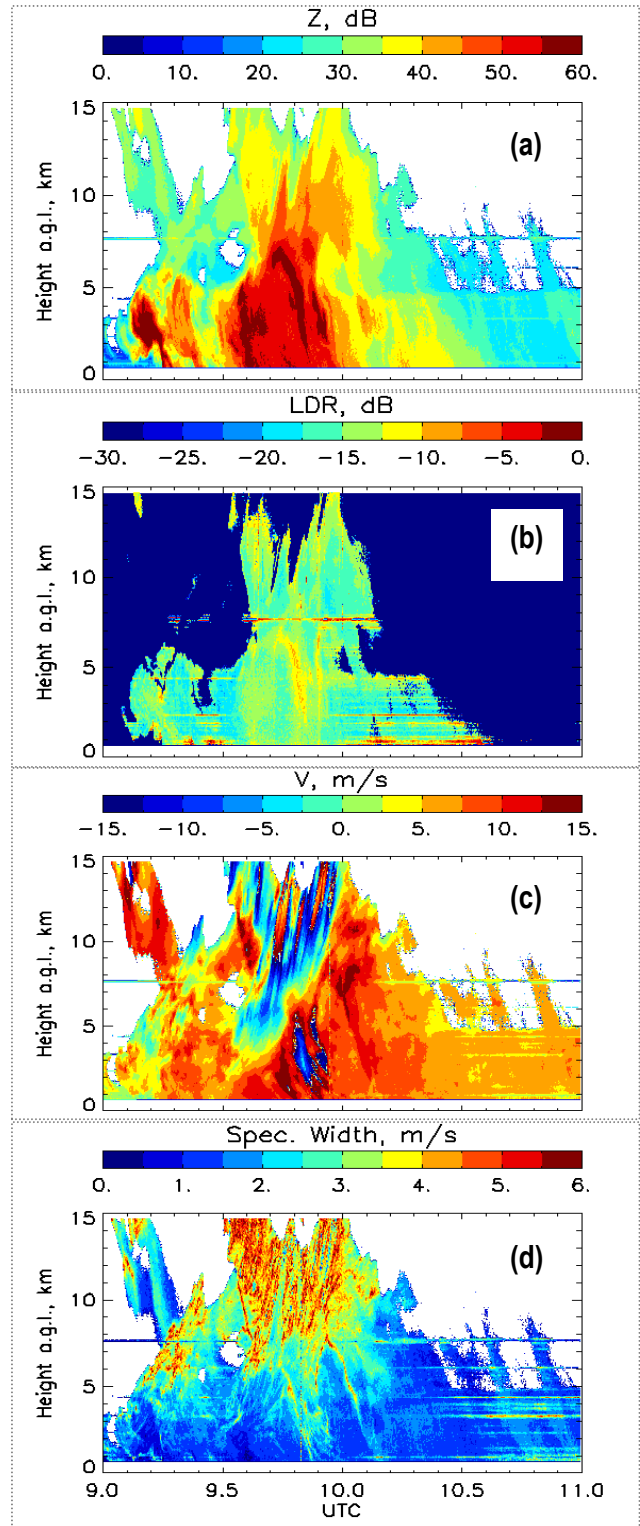 Z, dB
0. 10. 20. 30. 40. 50. 60.
15
(a)
10
Height a.g.l., km
5
0
LDR, dB
-30. -25. -20. -15. -10. -5. 0.
15
(b)
10
Height a.g.l., km
5
0
V, m/s
-15. -10. -5. 0. 5. 10. 15.
15
(c)
10
Height a.g.l., km
5
0
Spec. Width, m/s
0. 1. 2. 3. 4. 5. 6.
15
(d)
10
Height a.g.l., km
5
0
9.0 9.5 10.0 10.5 11.0
UTC